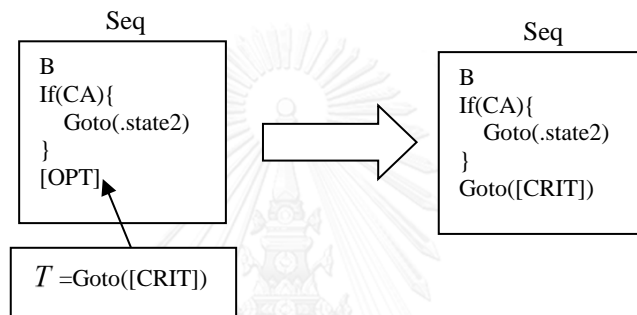 Seq
B
If(CA){
Goto(.state2)
}
[OPT]
T =Goto([CRIT])
Seq
B
If(CA){
Goto(.state2)
}
Goto([CRIT])